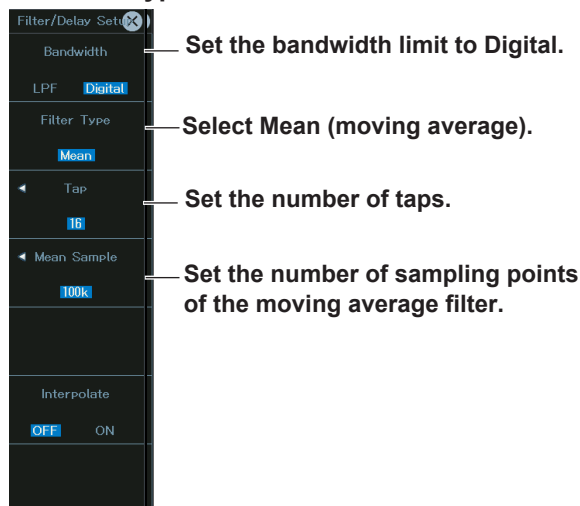 Filter/Delay Setu
Bandwidth
Set the bandwidth limit to Digital.
LPF Digital
Filter Type
Select Mean (moving average).
Mean
Tap
Set the number of taps.
16
Mean Sample
Set the number of sampling points
of the moving average filter.
100k
Interpolate
OFF ON